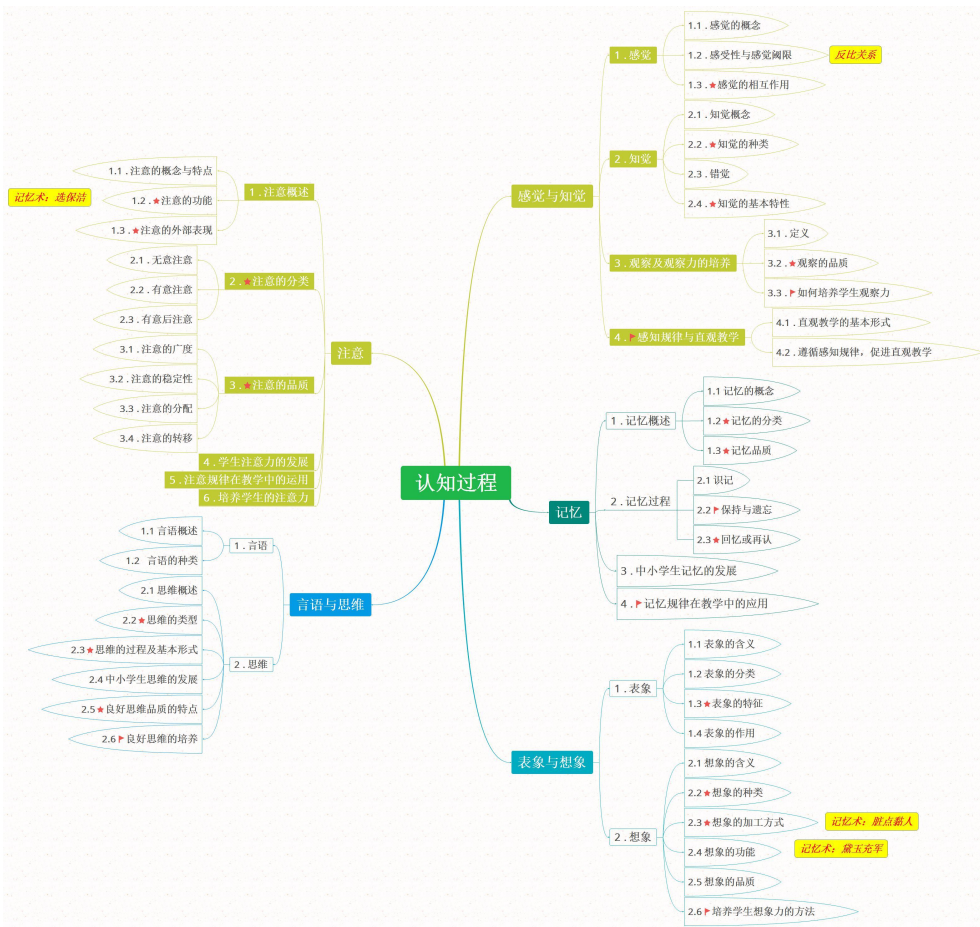 认知过程
感觉与知觉
1 . 感觉
1.1 . 感觉的概念
1.2 . 感受性与感觉阈限
反比关系
1.3 . ★感觉的相互作用
2 . 知觉
2.1 . 知觉概念
2.2 . ★知觉的种类
2.3 . 错觉
2.4 . ★知觉的基本特性
3 . 观察及观察力的培养
3.1 . 定义
3.2 . ★观察的品质
3.3 . 如何培养学生观察力
4 . 感知规律与直观教学
4.1 . 直观教学的基本形式
4.2 . 遵循感知规律，促进直观教学
记忆
1 . 记忆概述
1.1 记忆的概念
1.2★记忆的分类
1.3★记忆品质
2 . 记忆过程
2.1 识记
2.2 保持与遗忘
2.3★回忆或再认
3 . 中小学生记忆的发展
4 . 记忆规律在教学中的应用
表象与想象
1 . 表象
1.1 表象的含义
1.2 表象的分类
1.3★表象的特征
1.4 表象的作用
2 . 想象
2.1 想象的含义
2.2★想象的种类
2.3★想象的加工方式
记忆术：脏点黏人
2.4 想象的功能
记忆术：黛玉充军
2.5 想象的品质
2.6 培养学生想象力的方法
注意
1 . 注意概述
1.1 . 注意的概念与特点
1.2 . ★注意的功能
记忆术：选保洁
1.3 . ★注意的外部表现
2 . ★注意的分类
2.1 . 无意注意
2.2 . 有意注意
2.3 . 有意后注意
3 . ★注意的品质
3.1 . 注意的广度
3.2 . 注意的稳定性
3.3 . 注意的分配
3.4 . 注意的转移
4 . 学生注意力的发展
5 . 注意规律在教学中的运用
6 . 培养学生的注意力
言语与思维
1 . 言语
1.1 言语概述
1.2 言语的种类
2 . 思维
2.1 思维概述
2.2★思维的类型
2.3★思维的过程及基本形式
2.4 中小学生思维的发展
2.5★良好思维品质的特点
2.6 良好思维的培养